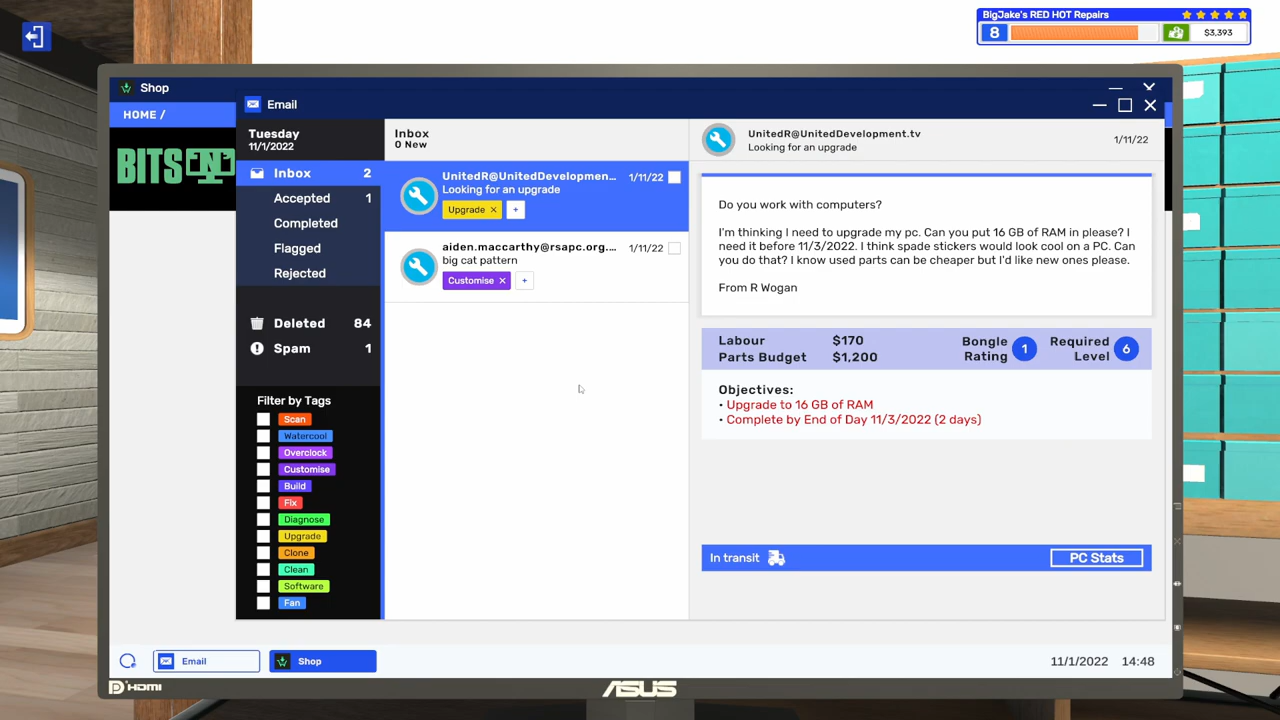 BigJake's RED HOT Repairs
8
$3,393
Shop
HOME /
BITS
Email
Tuesday
11/1/2022
Inbox 2
Accepted 1
Completed
Flagged
Rejected
Deleted 84
Spam 1
Filter by Tags
Scan
Watercool
Overclock
Customise
Build
Fix
Diagnose
Upgrade
Clone
Clean
Software
Fan
Inbox
0 New
UnitedR@UnitedDevelopmen... 1/11/22
Looking for an upgrade
Upgrade × +
aiden.maccarthy@rsapc.org.... 1/11/22
big cat pattern
Customise × +
UnitedR@UnitedDevelopment.tv
Looking for an upgrade
1/11/22
Do you work with computers?
I'm thinking I need to upgrade my pc. Can you put 16 GB of RAM in please? I
need it before 11/3/2022. I think spade stickers would look cool on a PC. Can
you do that? I know used parts can be cheaper but I'd like new ones please.
From R Wogan
Labour $170
Parts Budget $1,200
Bongle
Rating 1
Required
Level 6
Objectives:
• Upgrade to 16 GB of RAM
• Complete by End of Day 11/3/2022 (2 days)
In transit
PC Stats
Email
Shop
11/1/2022 14:48
HDMI
ASUS